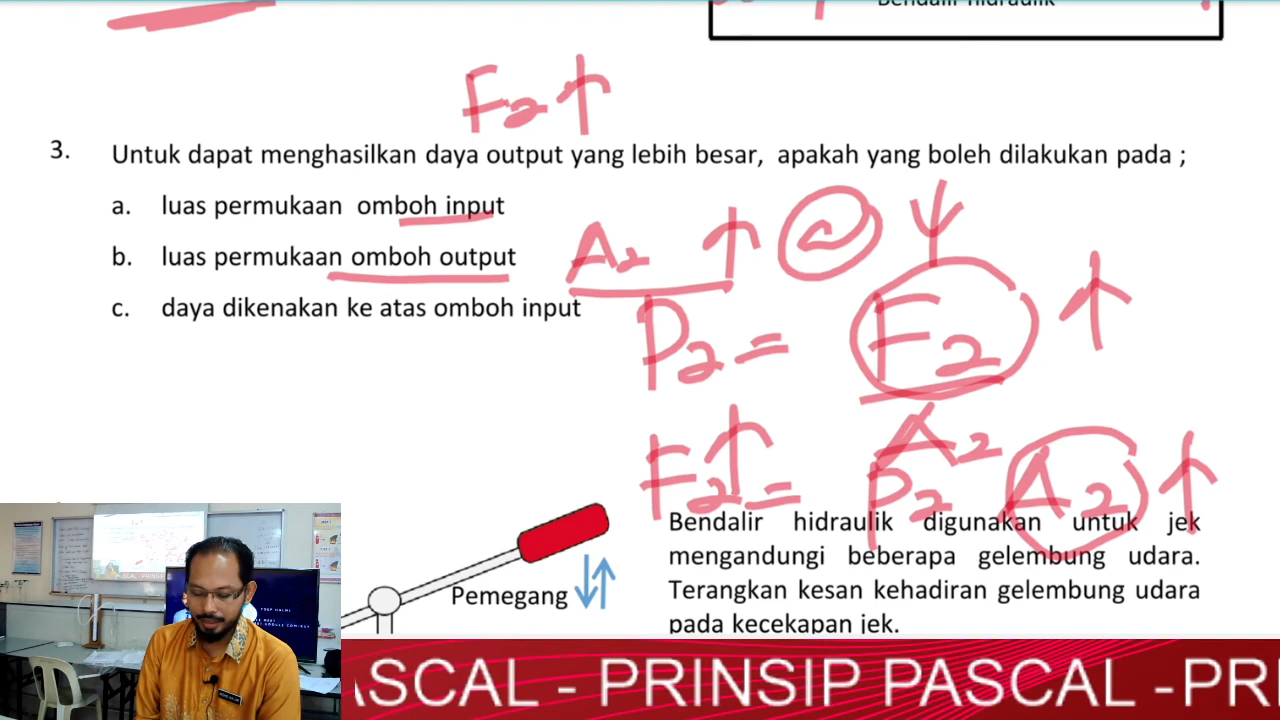 Bendalir hidraulik
F₂↑
3. Untuk dapat menghasilkan daya output yang lebih besar, apakah yang boleh dilakukan pada ;
a. luas permukaan omboh input
b. luas permukaan omboh output
A₂ ↑
c. daya dikenakan ke atas omboh input
P₂ = F₂ ↑
A₂
F₂↑ = P₂ A₂ ↑
Bendalir hidraulik digunakan untuk jek
mengandungi beberapa gelembung udara.
Terangkan kesan kehadiran gelembung udara
pada kecekapan jek.
Pemegang
ASCAL - PRINSIP PASCAL - PRI